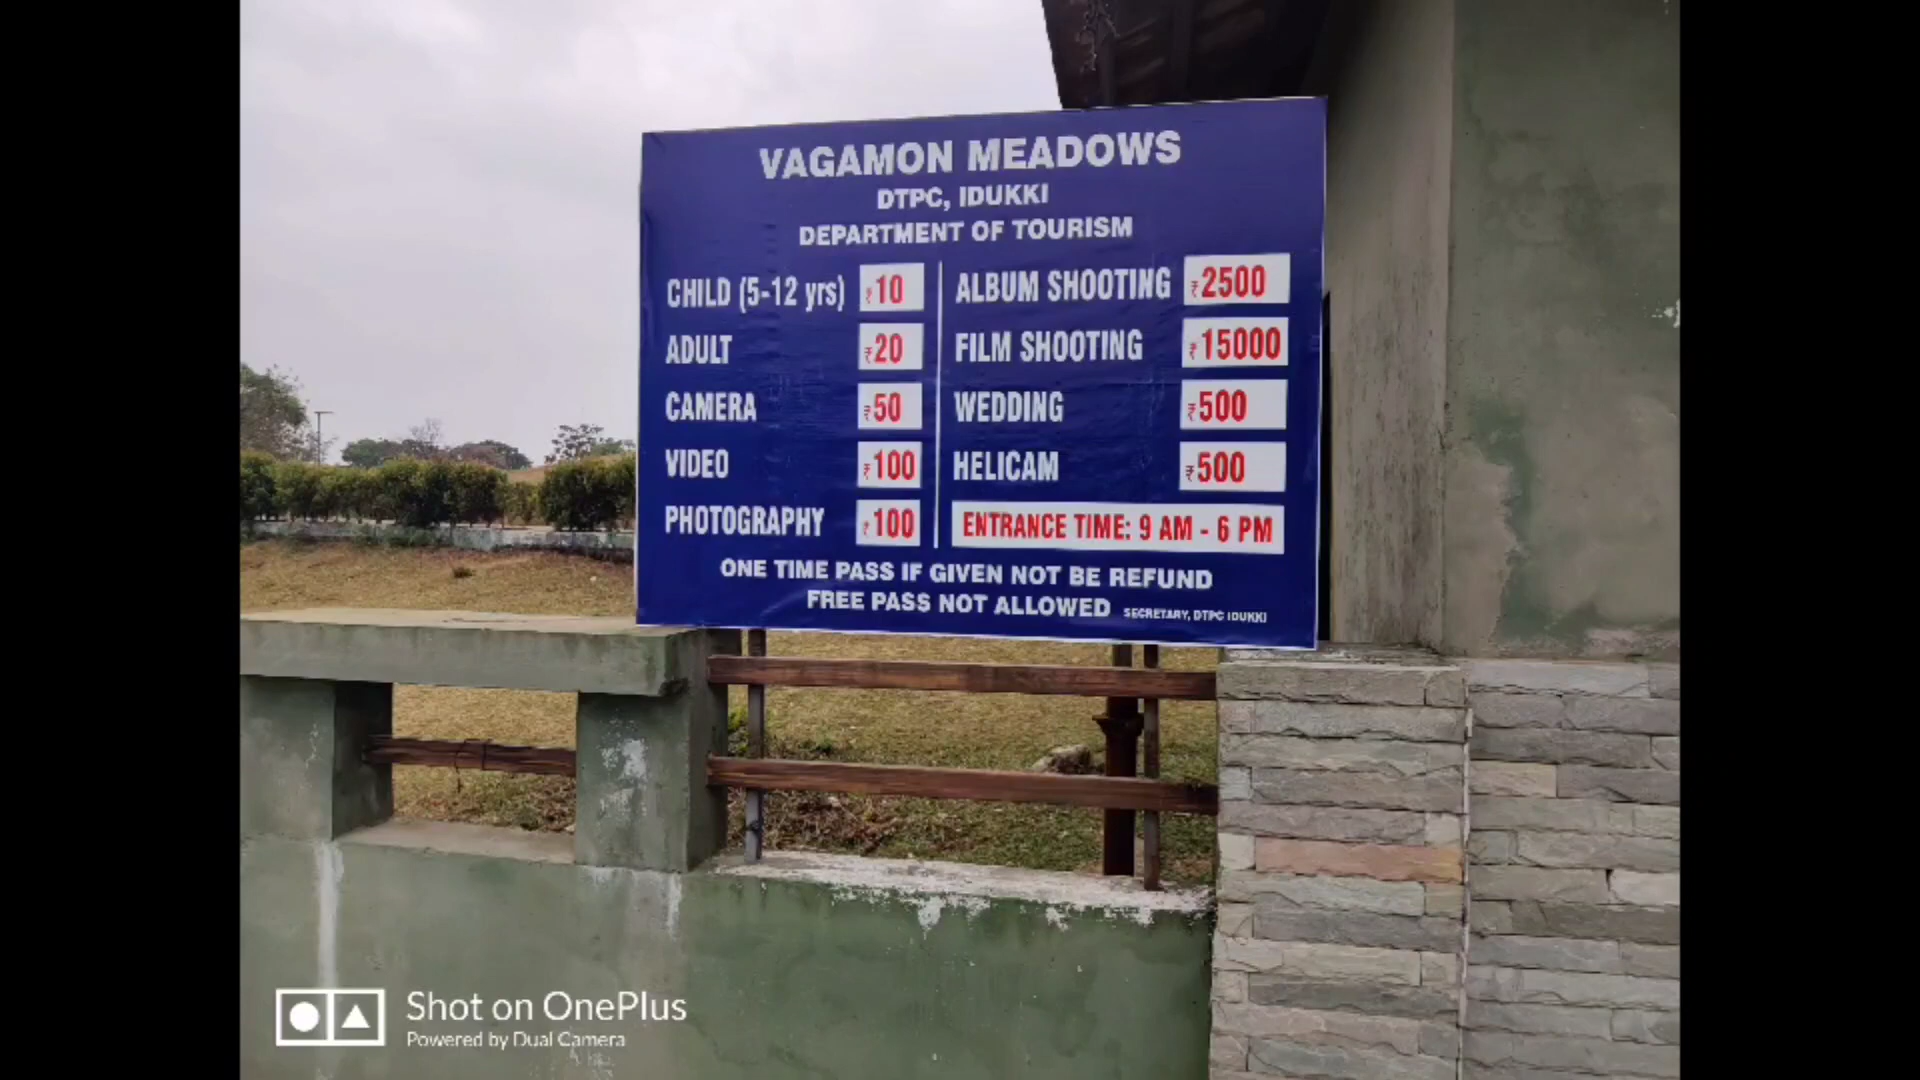 VAGAMON MEADOWS
DTPC, IDUKKI
DEPARTMENT OF TOURISM
CHILD (5-12 yrs) ₹10
ADULT ₹20
CAMERA ₹50
VIDEO ₹100
PHOTOGRAPHY ₹100
ALBUM SHOOTING ₹2500
FILM SHOOTING ₹15000
WEDDING ₹500
HELICAM ₹500
ENTRANCE TIME: 9 AM - 6 PM
ONE TIME PASS IF GIVEN NOT BE REFUND
FREE PASS NOT ALLOWED SECRETARY, DTPC IDUKKI
Shot on OnePlus
Powered by Dual Camera